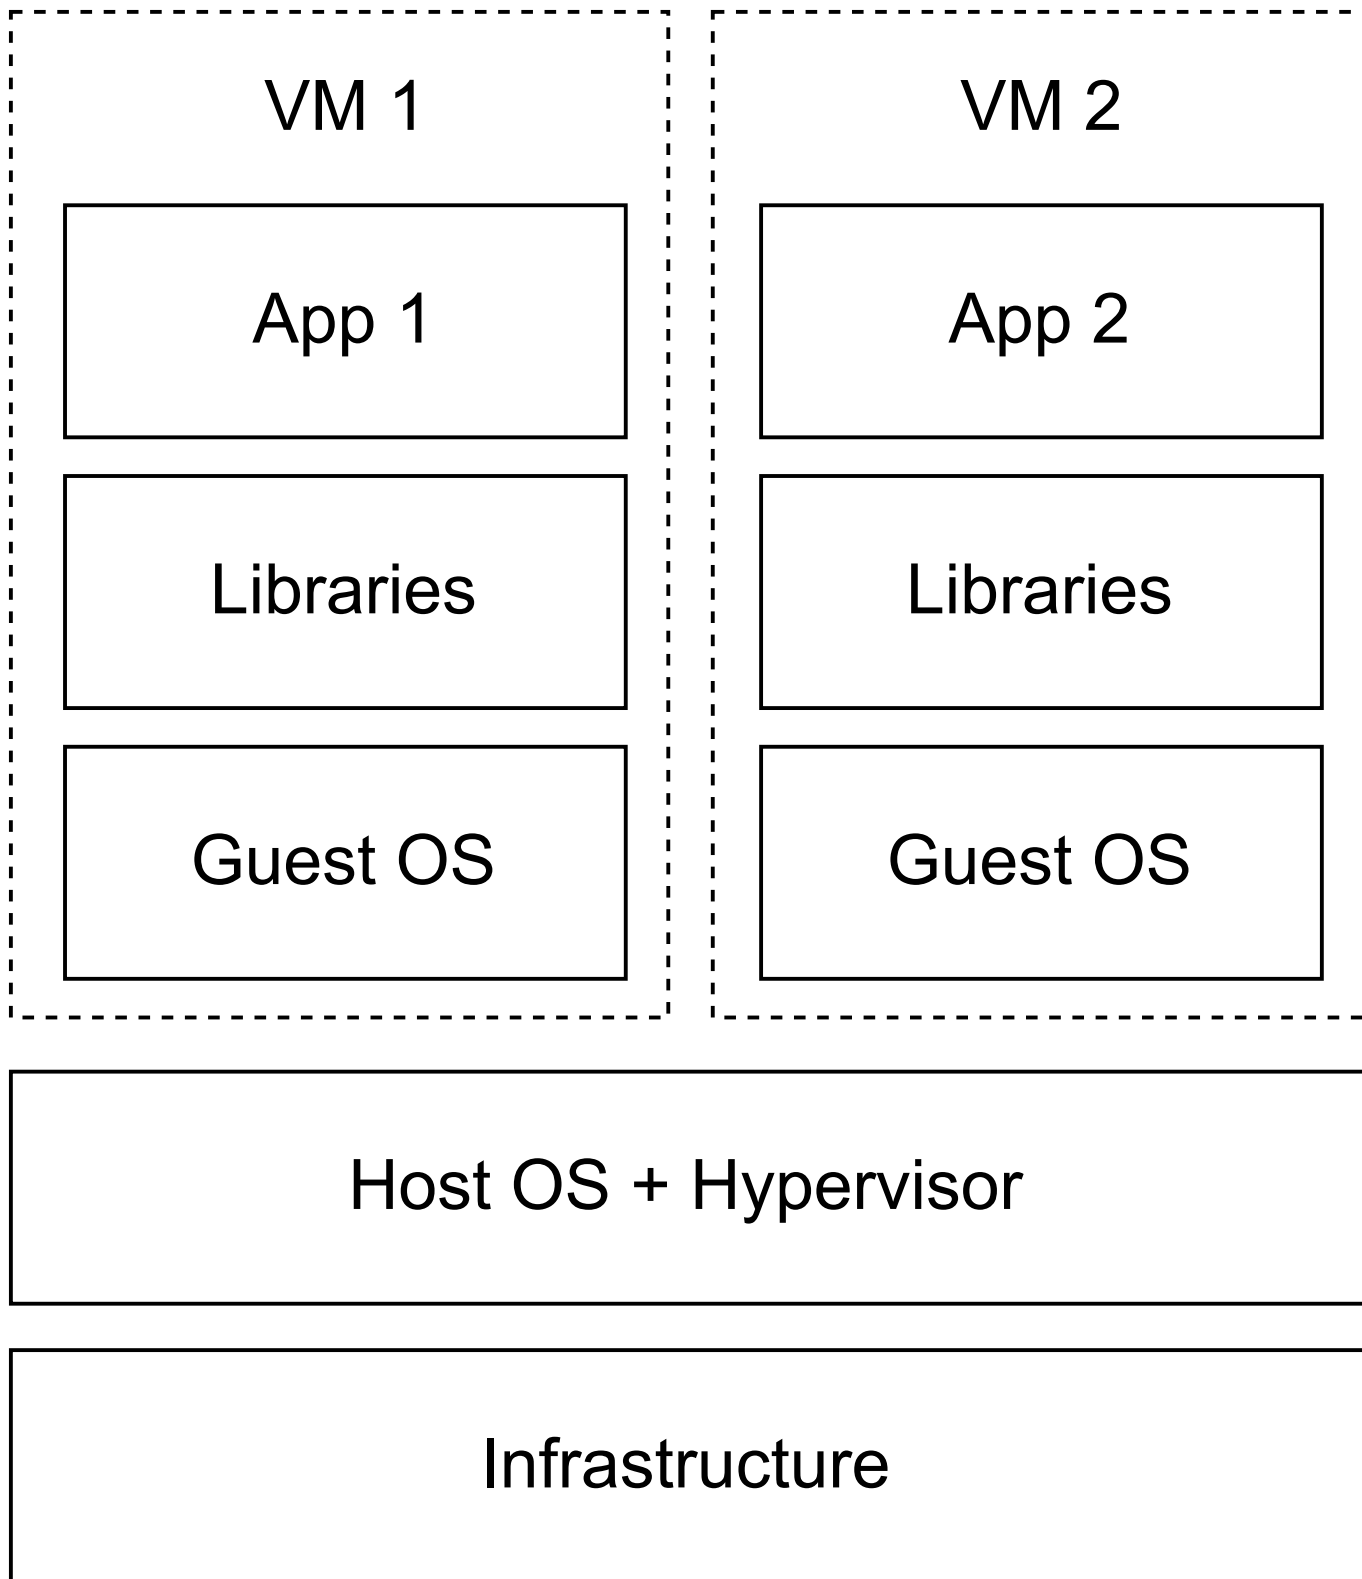 VM 1
VM 2
App 1
App 2
Libraries
Libraries
Guest OS
Guest OS
Host OS + Hypervisor
Infrastructure